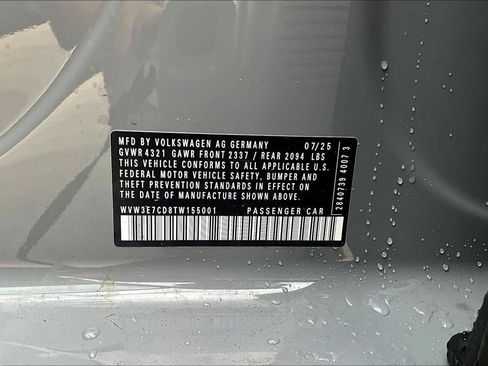 MFD BY VOLKSWAGEN AG GERMANY 07/25
GVWR 4321 GAWR FRONT 2337 / REAR 2094 LBS
THIS VEHICLE CONFORMS TO ALL APPLICABLE U.S.
FEDERAL MOTOR VEHICLE SAFETY, BUMPER AND
THEFT PREVENTION STANDARDS IN EFFECT ON
THE DATE OF MANUFACTURE SHOWN ABOVE.
WVW3E7CD8TW155001 PASSENGER CAR
2840739 4007 3